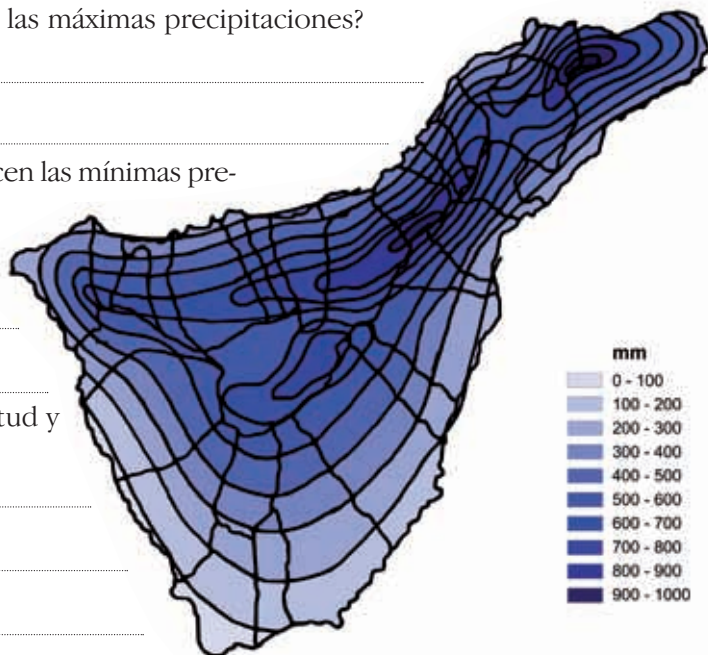 las máximas precipitaciones?
cen las mínimas pre-
tud y
mm
0 - 100
100 - 200
200 - 300
300 - 400
400 - 500
500 - 600
600 - 700
700 - 800
800 - 900
900 - 1000